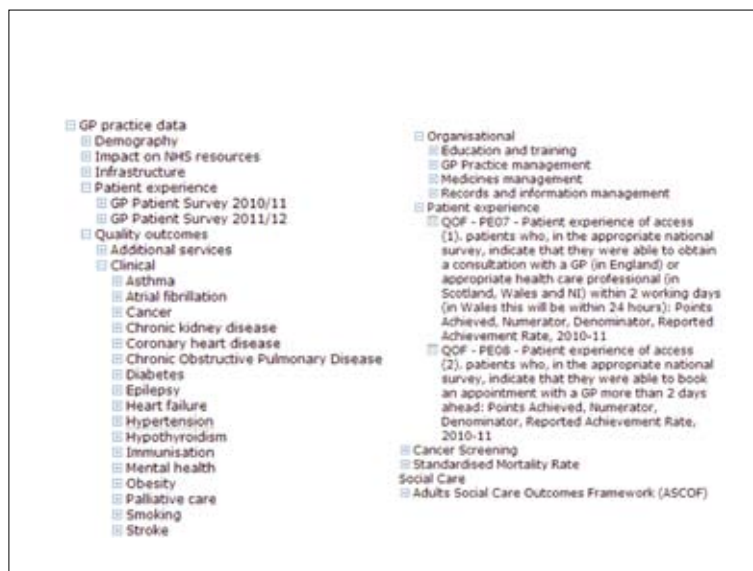 GP practice data
Demography
Impact on NHS resources
Infrastructure
Patient experience
GP Patient Survey 2010/11
GP Patient Survey 2011/12
Quality outcomes
Additional services
Clinical
Asthma
Atrial fibrillation
Cancer
Chronic kidney disease
Coronary heart disease
Chronic Obstructive Pulmonary Disease
Diabetes
Epilepsy
Heart failure
Hypertension
Hypothyroidism
Immunisation
Mental health
Obesity
Palliative care
Smoking
Stroke
Organisational
Education and training
GP Practice management
Medicines management
Records and information management
Patient experience
QOF - PE07 - Patient experience of access
(1). patients who, in the appropriate national
survey, indicate that they were able to obtain
a consultation with a GP (in England) or
appropriate health care professional (in
Scotland, Wales and NI) within 2 working days
(in Wales this will be within 24 hours): Points
Achieved, Numerator, Denominator, Reported
Achievement Rate, 2010-11
QOF - PE08 - Patient experience of access
(2). patients who, in the appropriate national
survey, indicate that they were able to book
an appointment with a GP more than 2 days
ahead: Points Achieved, Numerator,
Denominator, Reported Achievement Rate,
2010-11
Cancer Screening
Standardised Mortality Rate
Social Care
Adults Social Care Outcomes Framework (ASCOF)